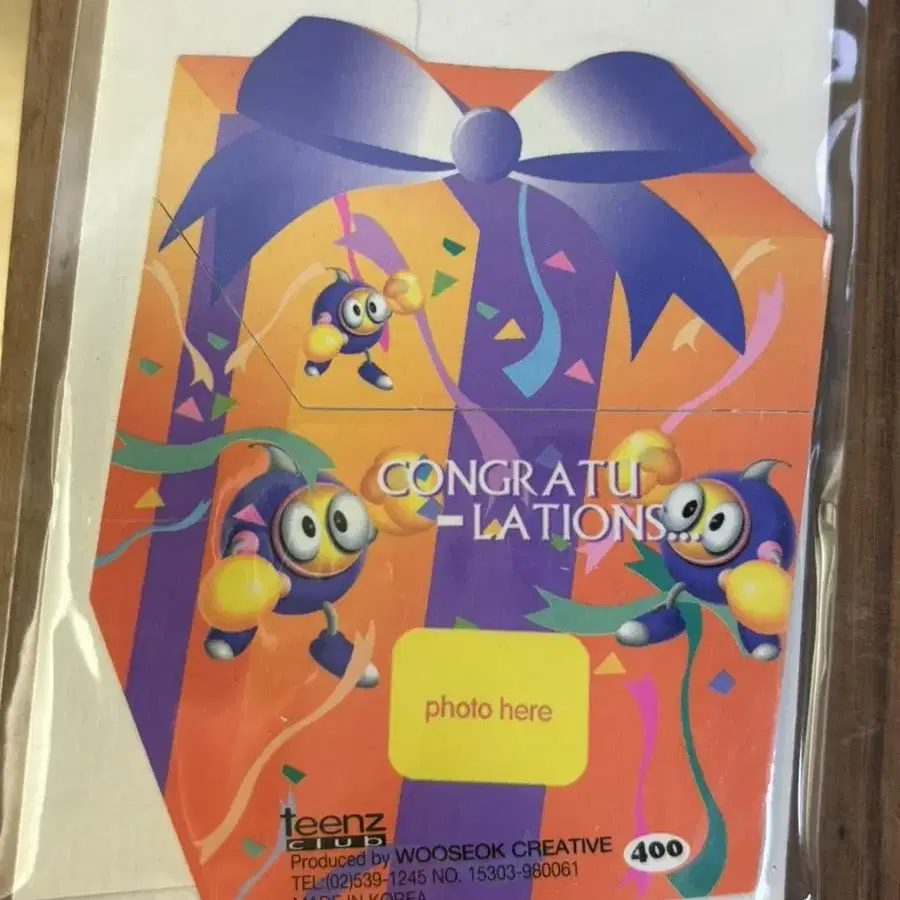 CONGRATU
-LATIONS...
photo here
teenz
club
Produced by WOOSEOK CREATIVE
400
TEL:(02)539-1245 NO. 15303-980061
MADE IN KOREA